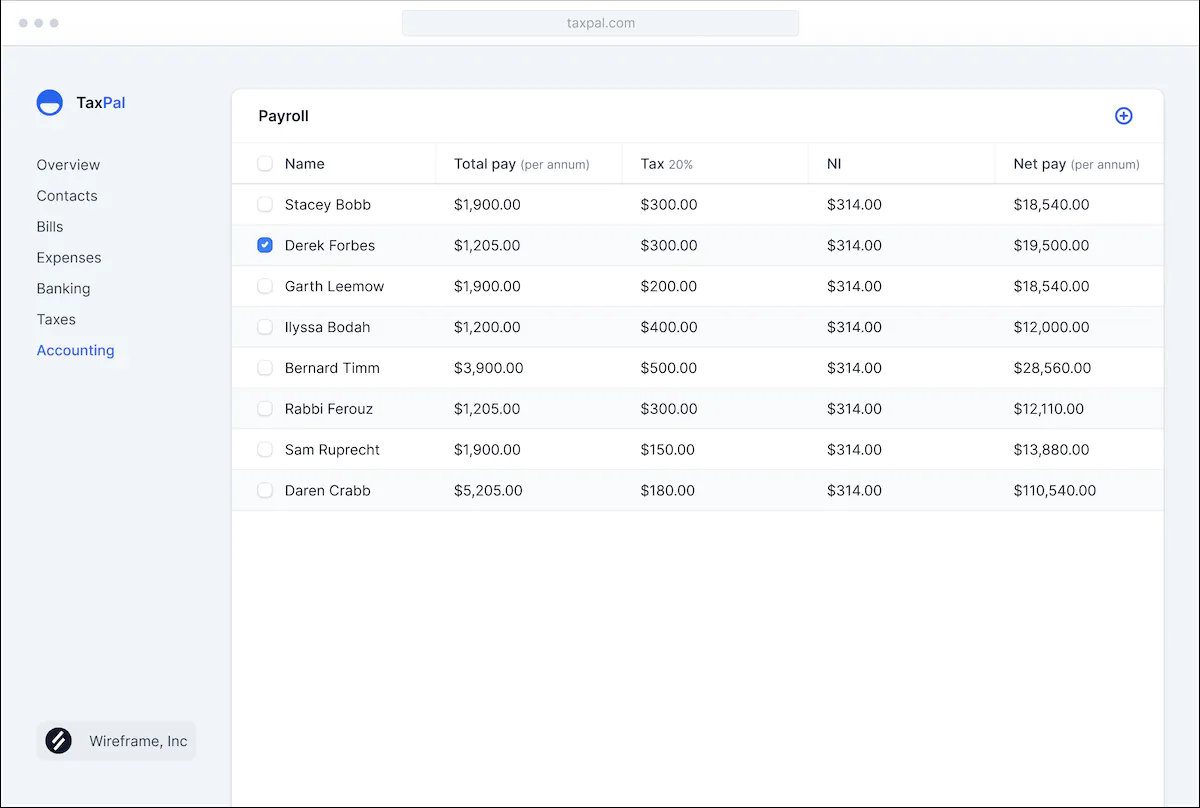 taxpal.com
TaxPal
Overview
Contacts
Bills
Expenses
Banking
Taxes
Accounting
Wireframe, Inc
Payroll
Name Total pay (per annum) Tax 20% NI Net pay (per annum)
Stacey Bobb $1,900.00 $300.00 $314.00 $18,540.00
Derek Forbes $1,205.00 $300.00 $314.00 $19,500.00
Garth Leemow $1,900.00 $200.00 $314.00 $18,540.00
Ilyssa Bodah $1,200.00 $400.00 $314.00 $12,000.00
Bernard Timm $3,900.00 $500.00 $314.00 $28,560.00
Rabbi Ferouz $1,205.00 $300.00 $314.00 $12,110.00
Sam Ruprecht $1,900.00 $150.00 $314.00 $13,880.00
Daren Crabb $5,205.00 $180.00 $314.00 $110,540.00